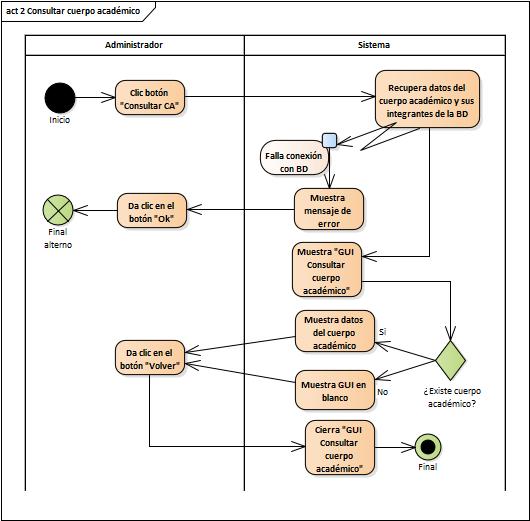 act 2 Consultar cuerpo académico
Administrador
Sistema
Inicio
Clic botón
"Consultar CA"
Recupera datos del
cuerpo académico y sus
integrantes de la BD
Falla conexión
con BD
Muestra
mensaje de
error
Da clic en el
botón "Ok"
Final
alterno
Muestra "GUI
Consultar
cuerpo
académico"
Muestra datos
del cuerpo
académico
Sí
Da clic en el
botón "Volver"
Muestra GUI en
blanco
No
¿Existe cuerpo
académico?
Cierra "GUI
Consultar
cuerpo
académico"
Final